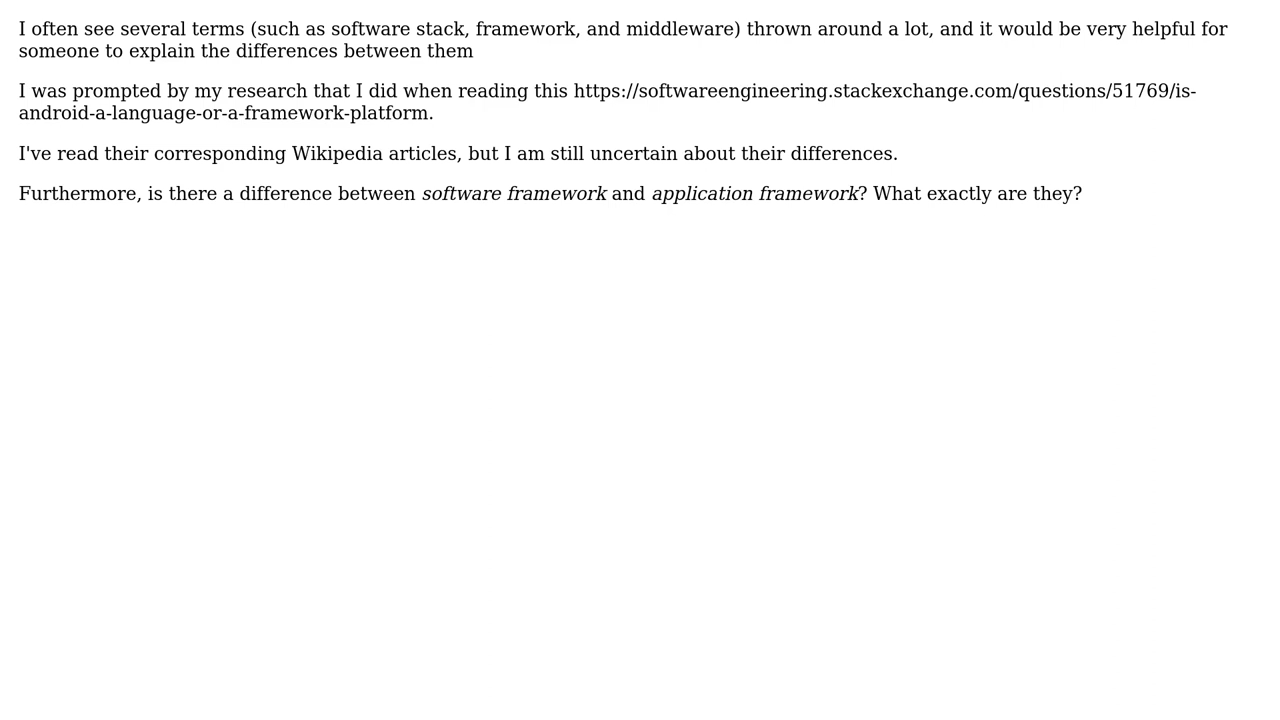 I often see several terms (such as software stack, framework, and middleware) thrown around a lot, and it would be very helpful for
someone to explain the differences between them
I was prompted by my research that I did when reading this https://softwareengineering.stackexchange.com/questions/51769/is-
android-a-language-or-a-framework-platform.
I've read their corresponding Wikipedia articles, but I am still uncertain about their differences.
Furthermore, is there a difference between software framework and application framework? What exactly are they?